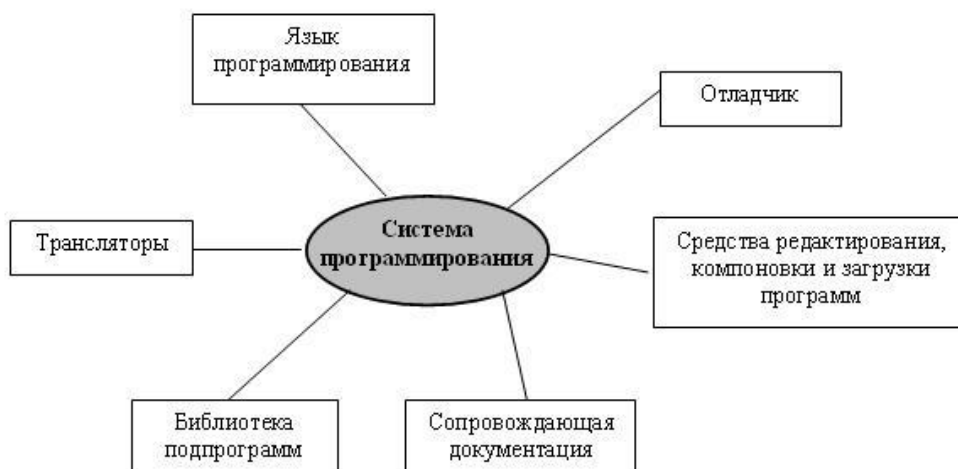 Язык
программирования
Отладчик
Трансляторы
Система
программирования
Средства редактирования,
компоновки и загрузки
программ
Библиотека
подпрограмм
Сопровождающая
документация